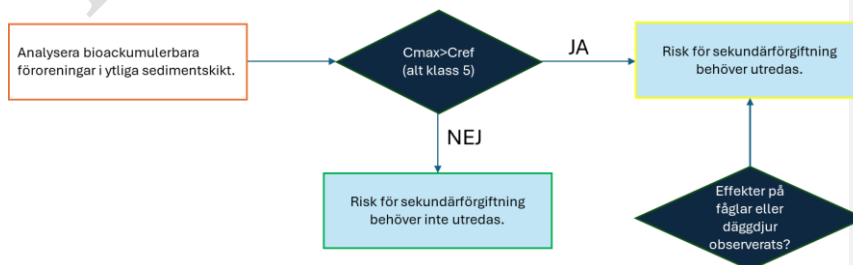 Analysera bioackumulerbara
föroreningar i ytliga sedimentskikt.
Cmax>Cref
(alt klass 5)
JA
Risk för sekundärförgiftning
behöver utredas.
NEJ
Risk för sekundärförgiftning
behöver inte utredas.
Effekter på
fåglar eller
däggdjur
observerats?